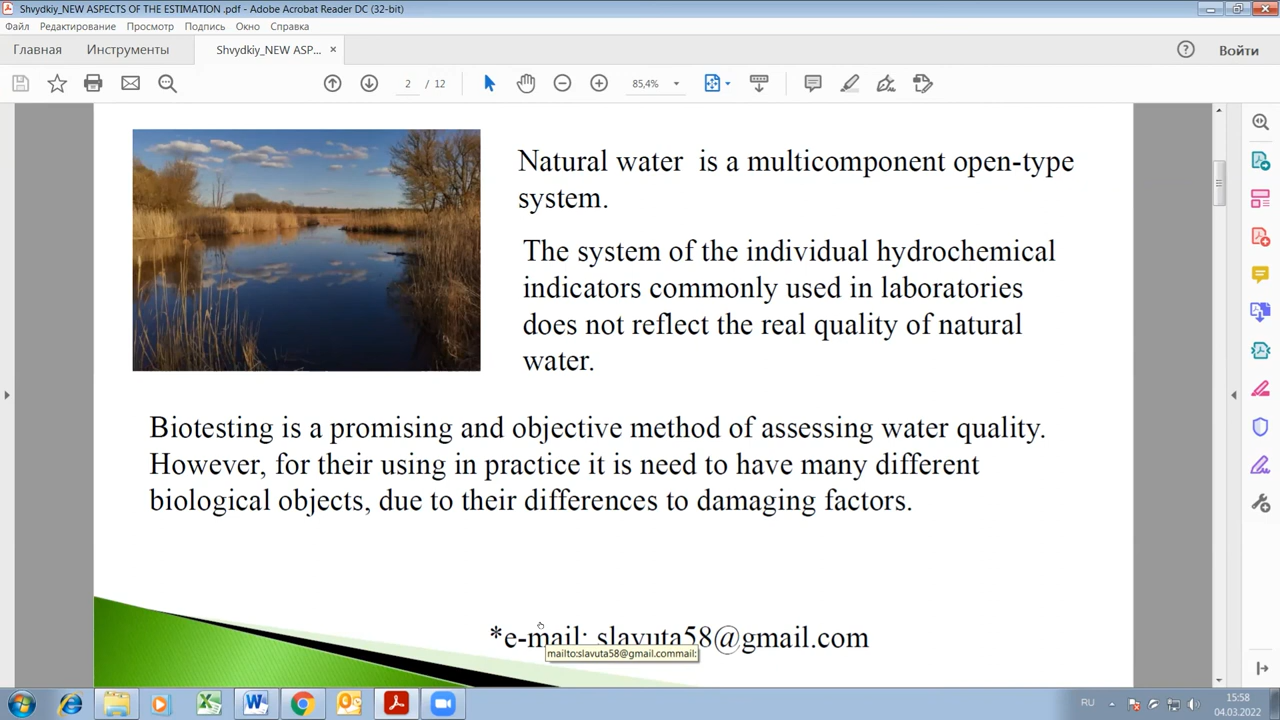 Shvydkiy_NEW ASPECTS OF THE ESTIMATION .pdf - Adobe Acrobat Reader DC (32-bit)
Файл Редактирование Просмотр Подпись Окно Справка
Главная Инструменты Shvydkiy_NEW ASP... × Войти
2 / 12 85,4%
Natural water is a multicomponent open-type
system.
The system of the individual hydrochemical
indicators commonly used in laboratories
does not reflect the real quality of natural
water.
Biotesting is a promising and objective method of assessing water quality.
However, for their using in practice it is need to have many different
biological objects, due to their differences to damaging factors.
*e-mail: slavuta58@gmail.com
mailto:slavuta58@gmail.commail:
RU 15:58
04.03.2022